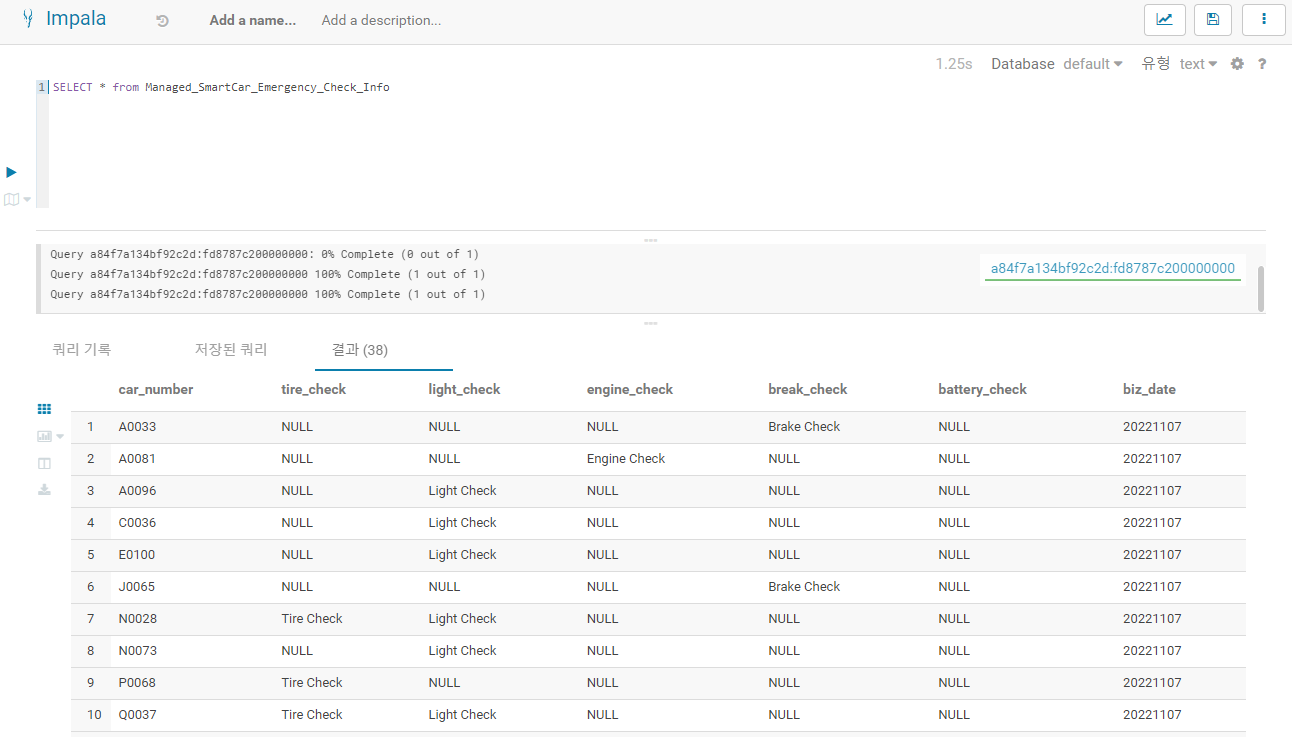 Impala Add a name... Add a description...
1.25s Database default 유형 text ?
1 SELECT * from Managed_SmartCar_Emergency_Check_Info
Query a84f7a134bf92c2d:fd8787c200000000: 0% Complete (0 out of 1)
Query a84f7a134bf92c2d:fd8787c200000000 100% Complete (1 out of 1)
Query a84f7a134bf92c2d:fd8787c200000000 100% Complete (1 out of 1)
a84f7a134bf92c2d:fd8787c200000000
쿼리 기록 저장된 쿼리 결과 (38)
car_number tire_check light_check engine_check break_check battery_check biz_date
1 A0033 NULL NULL NULL Brake Check NULL 20221107
2 A0081 NULL NULL Engine Check NULL NULL 20221107
3 A0096 NULL Light Check NULL NULL NULL 20221107
4 C0036 NULL Light Check NULL NULL NULL 20221107
5 E0100 NULL Light Check NULL NULL NULL 20221107
6 J0065 NULL NULL NULL Brake Check NULL 20221107
7 N0028 Tire Check Light Check NULL NULL NULL 20221107
8 N0073 NULL Light Check NULL NULL NULL 20221107
9 P0068 Tire Check NULL NULL NULL NULL 20221107
10 Q0037 Tire Check Light Check NULL NULL NULL 20221107